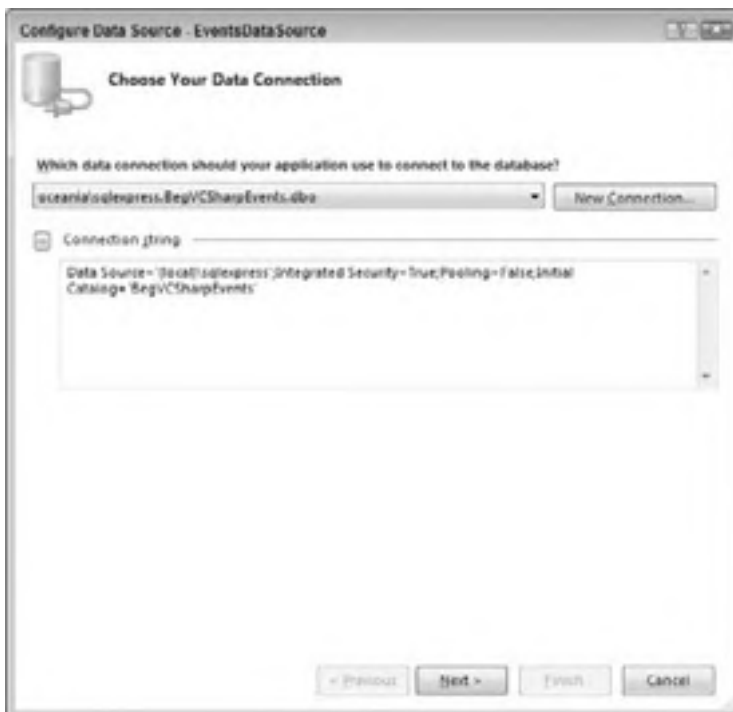 Configure Data Source - EventsDataSource
Choose Your Data Connection
Which data connection should your application use to connect to the database?
oceania\sqlexpress.BegVCSharpEvents.dbo
New Connection...
Connection string
Data Source='(local)\sqlexpress';Integrated Security=True;Pooling=False;Initial
Catalog='BegVCSharpEvents'
< Previous
Next >
Finish
Cancel